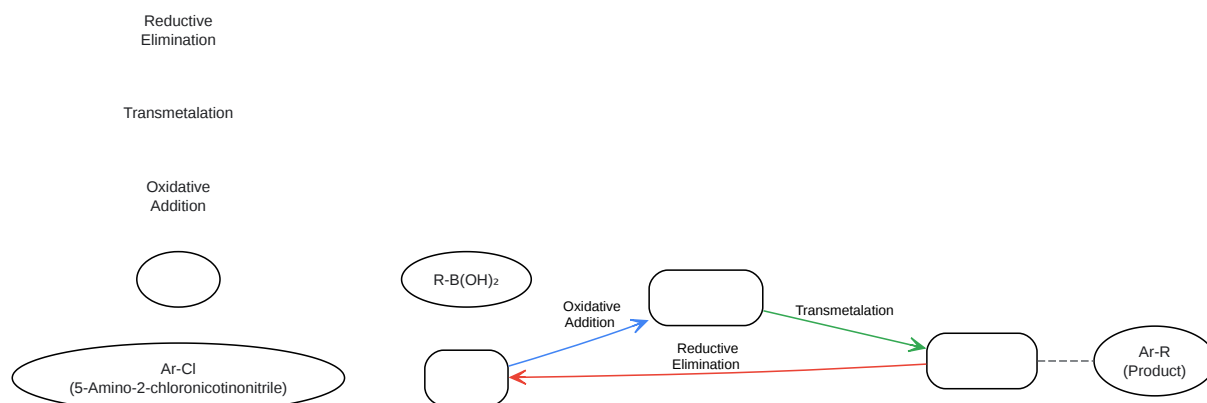 Reductive
Elimination
Transmetalation
Oxidative
Addition
R-B(OH)₂
Oxidative
Addition
Transmetalation
Reductive
Elimination
Ar-Cl
(5-Amino-2-chloronicotinonitrile)
Ar-R
(Product)